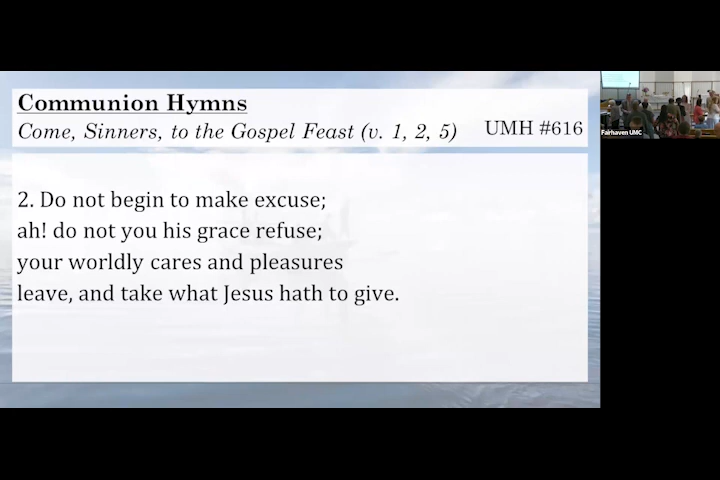 Communion Hymns
Come, Sinners, to the Gospel Feast (v. 1, 2, 5) UMH #616
2. Do not begin to make excuse;
ah! do not you his grace refuse;
your worldly cares and pleasures
leave, and take what Jesus hath to give.
Fairhaven UMC